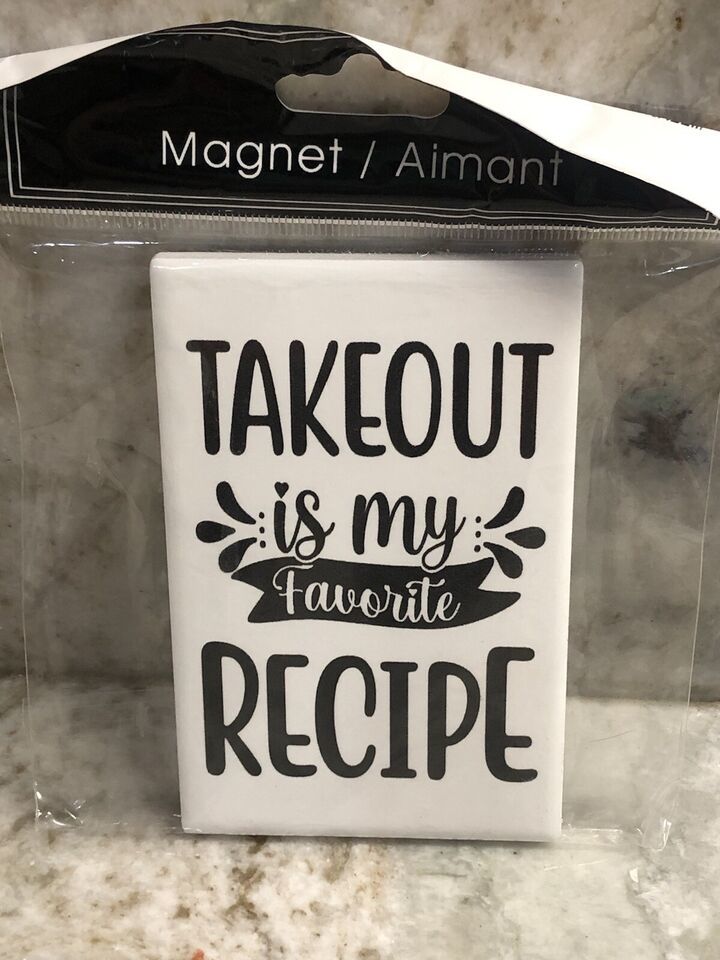 Magnet / Aimant
TAKEOUT
is my
Favorite
RECIPE